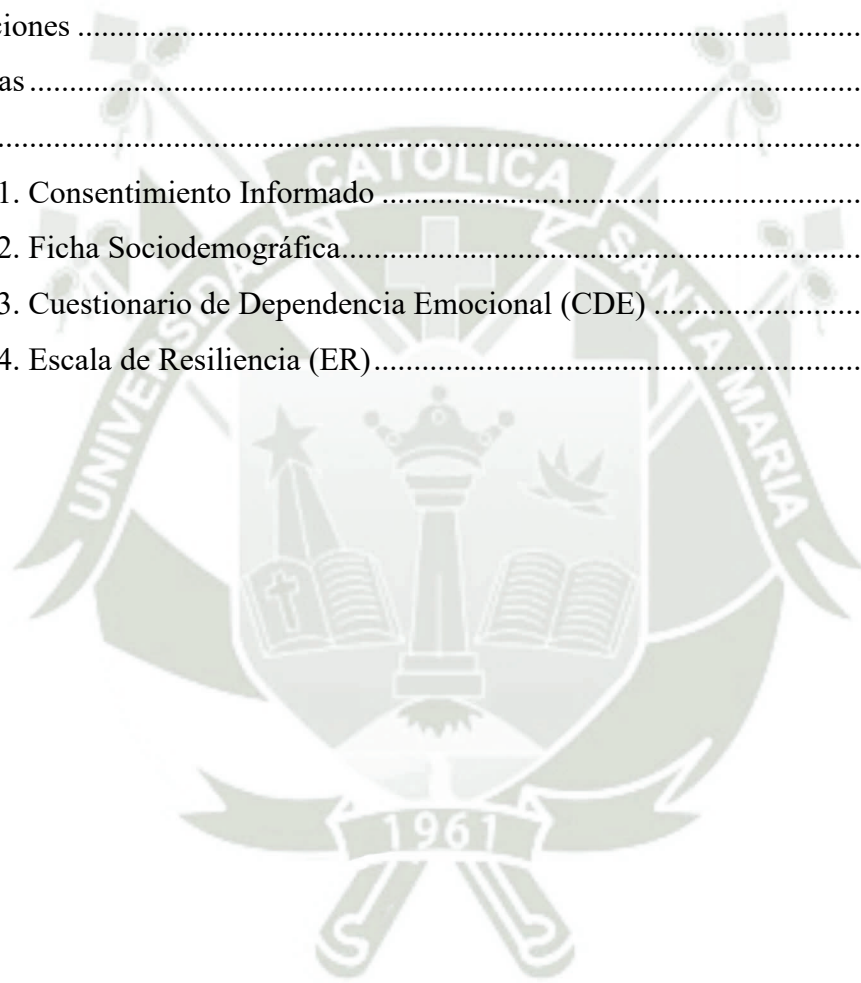 ciones ........................................................................................................
as ..............................................................................................................
..................................................................................................................
1. Consentimiento Informado ................................................................
2. Ficha Sociodemográfica.....................................................................
3. Cuestionario de Dependencia Emocional (CDE) .............................
4. Escala de Resiliencia (ER).................................................................
UNIVERSIDAD CATOLICA SANTA MARIA
1961